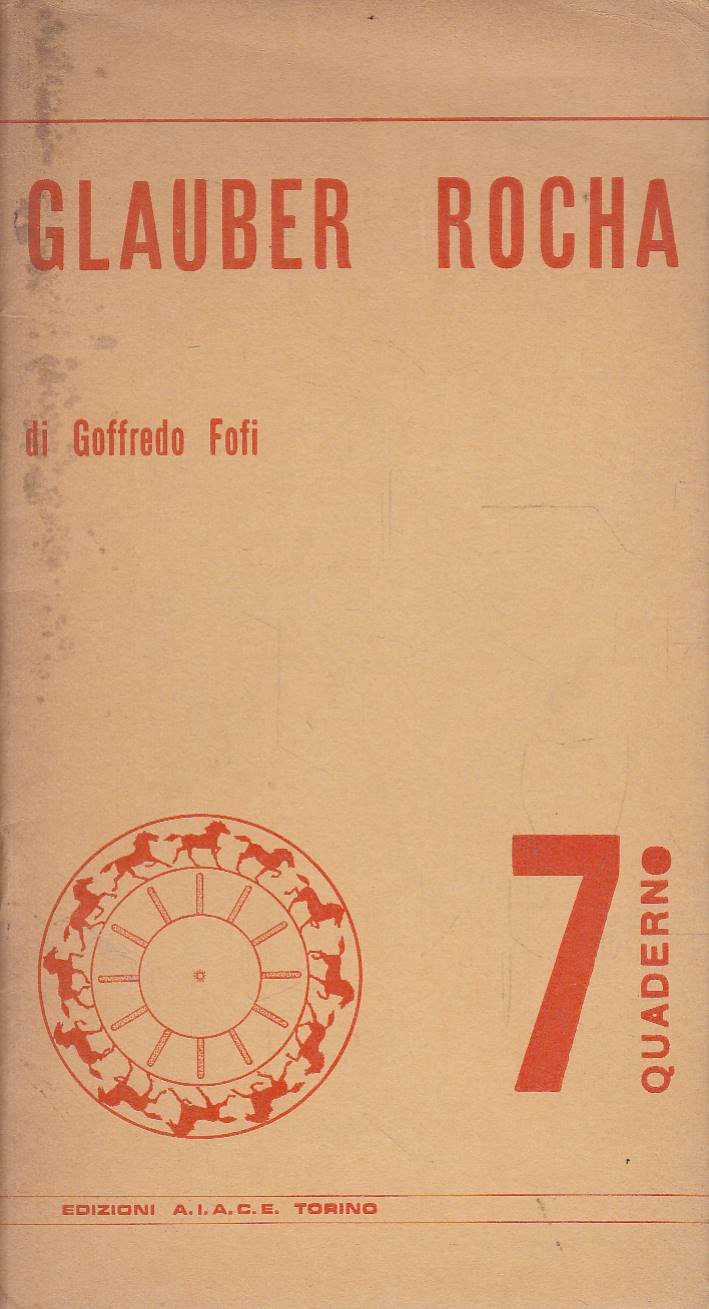 GLAUBER ROCHA
di Goffredo Fofi
7°
QUADERNO
EDIZIONI A.I.A.C.E. TORINO